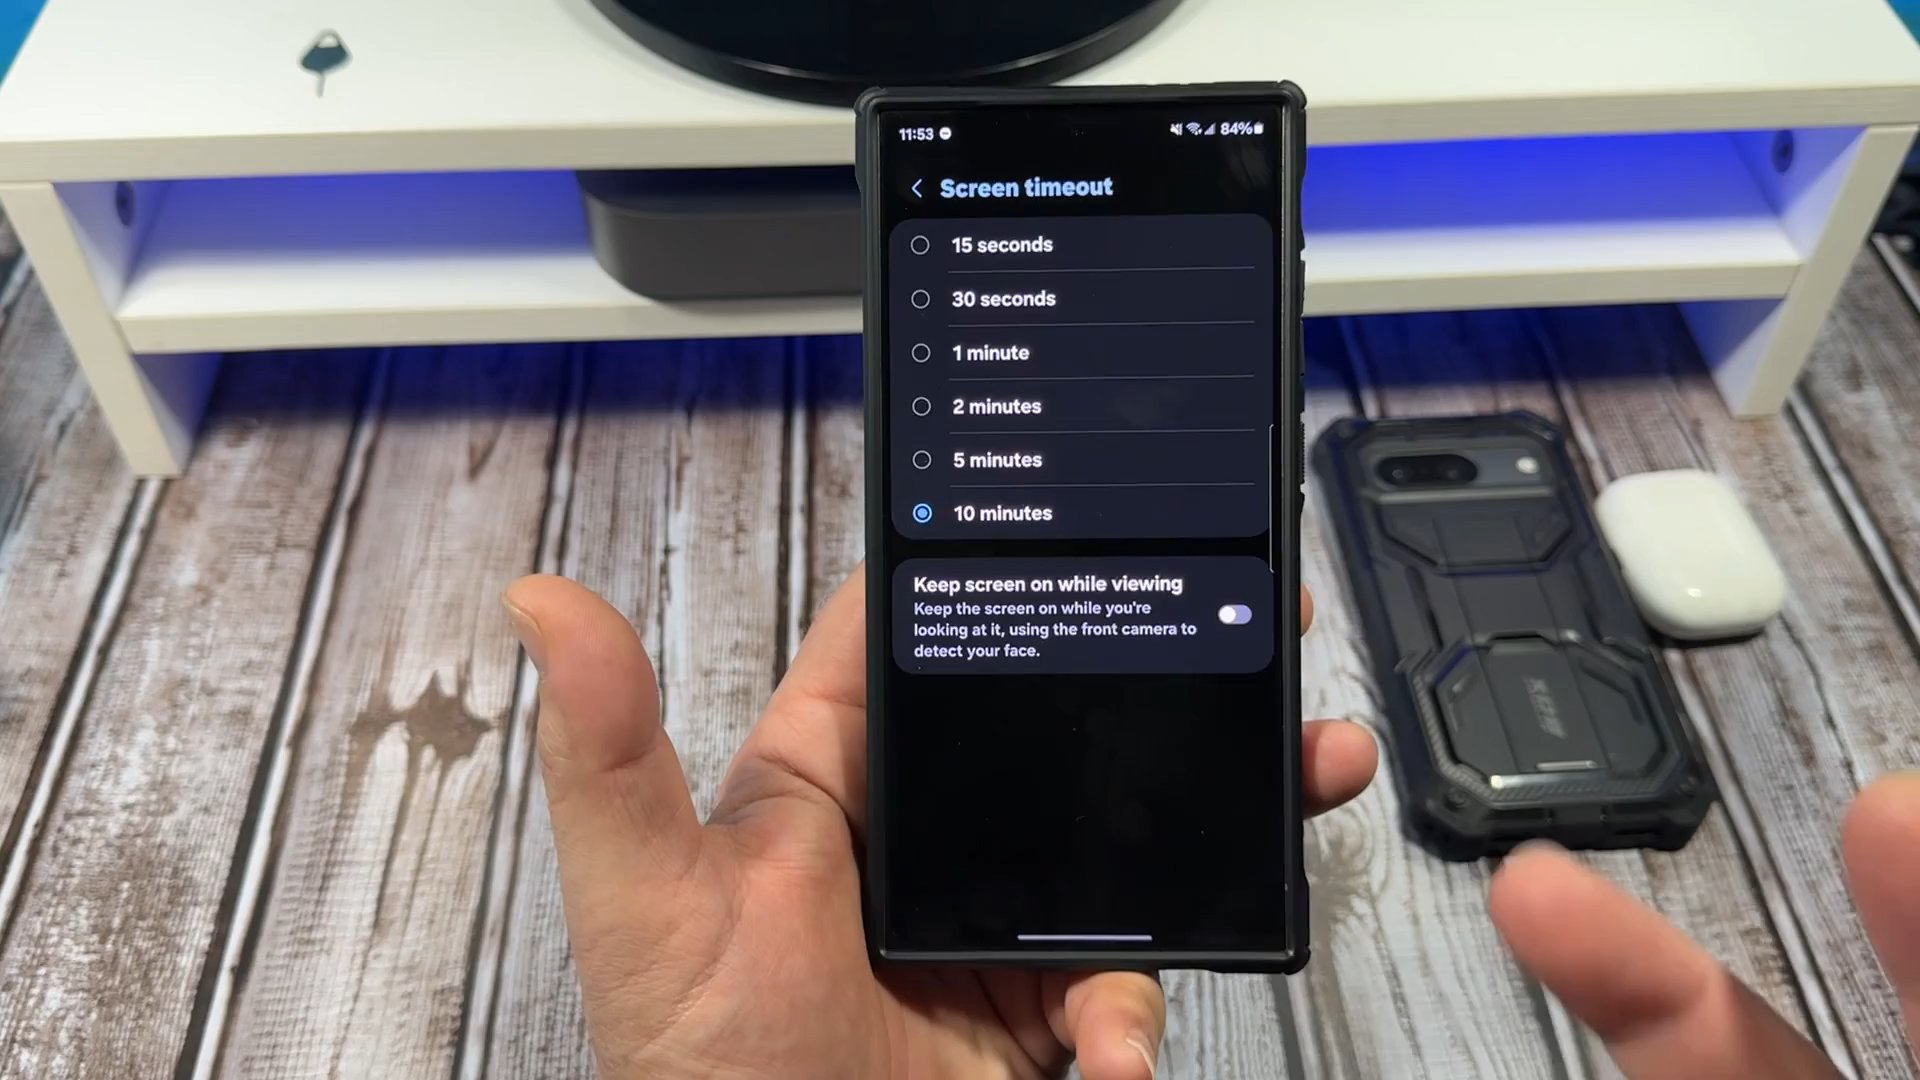 11:53
84%
Screen timeout
15 seconds
30 seconds
1 minute
2 minutes
5 minutes
10 minutes
Keep screen on while viewing
Keep the screen on while you're
looking at it, using the front camera to
detect your face.